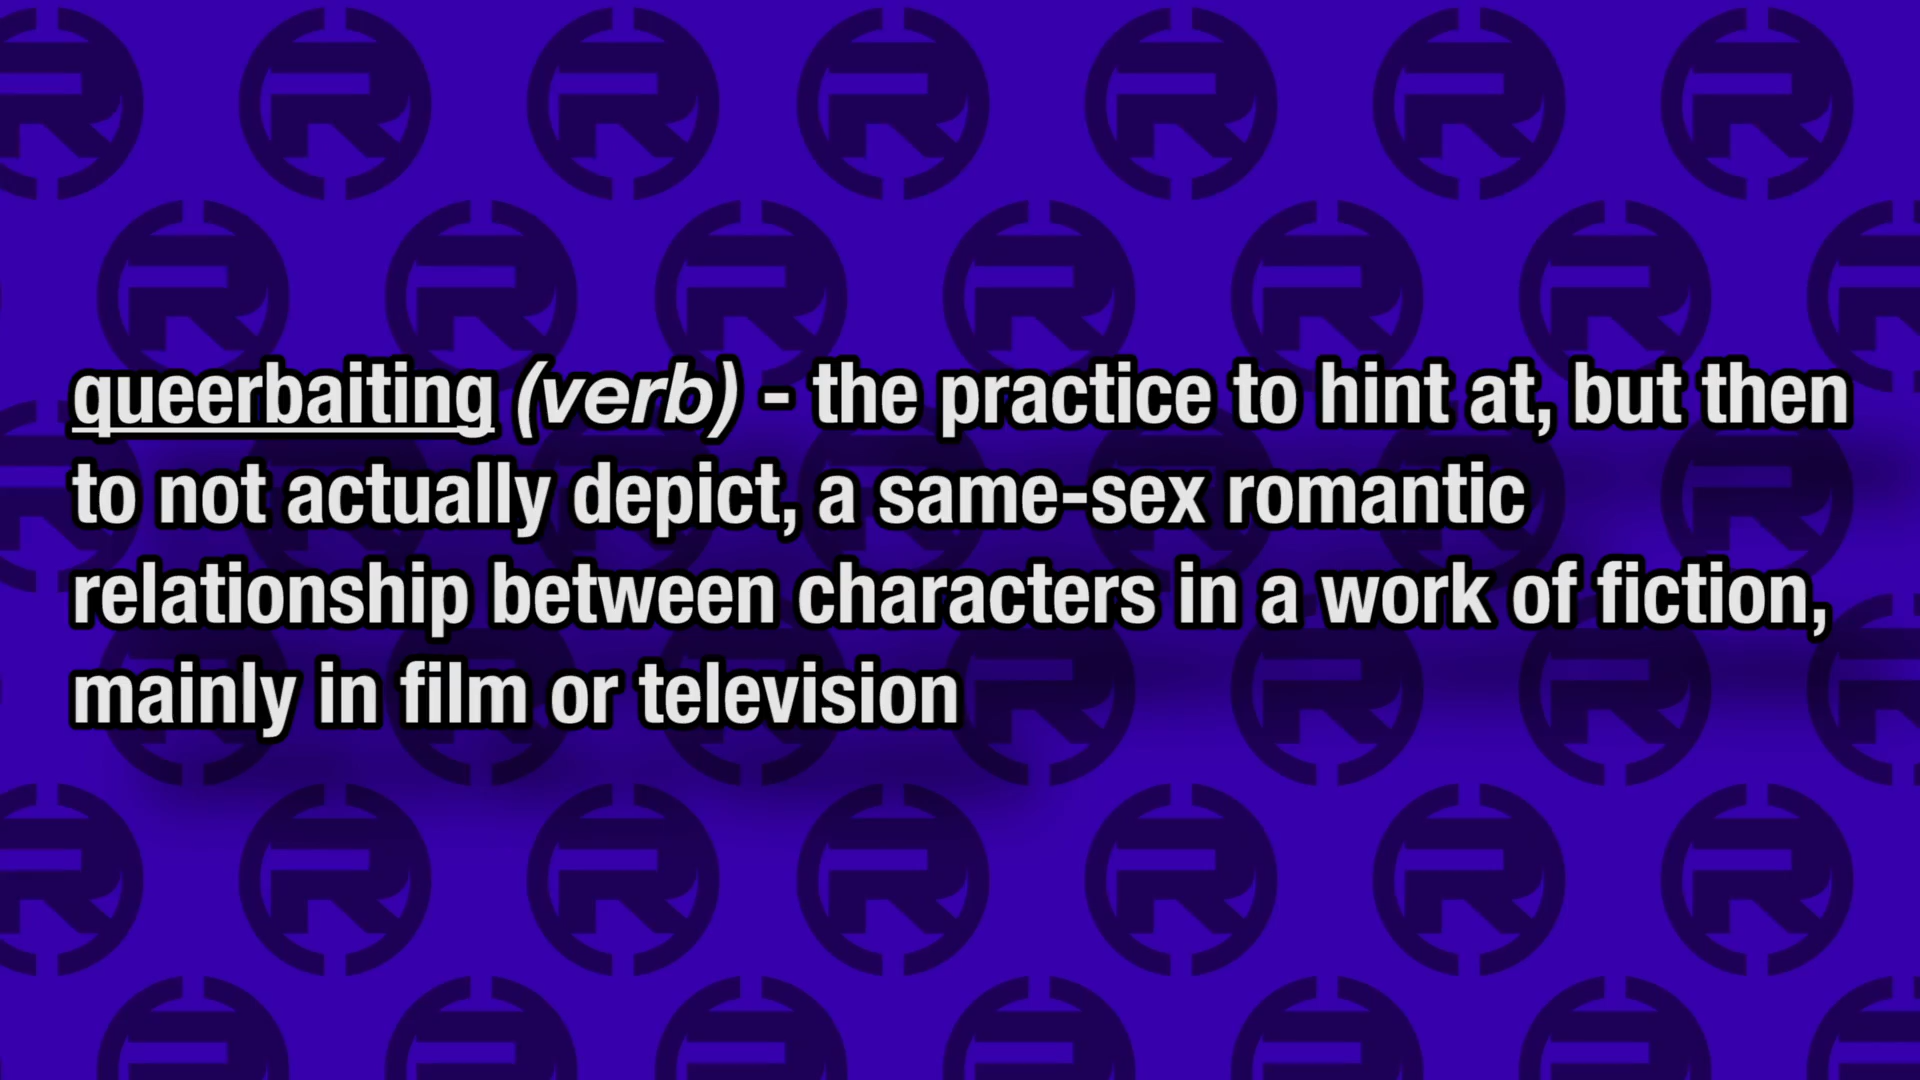 queerbaiting (verb) - the practice to hint at, but then
to not actually depict, a same-sex romantic
relationship between characters in a work of fiction,
mainly in film or television